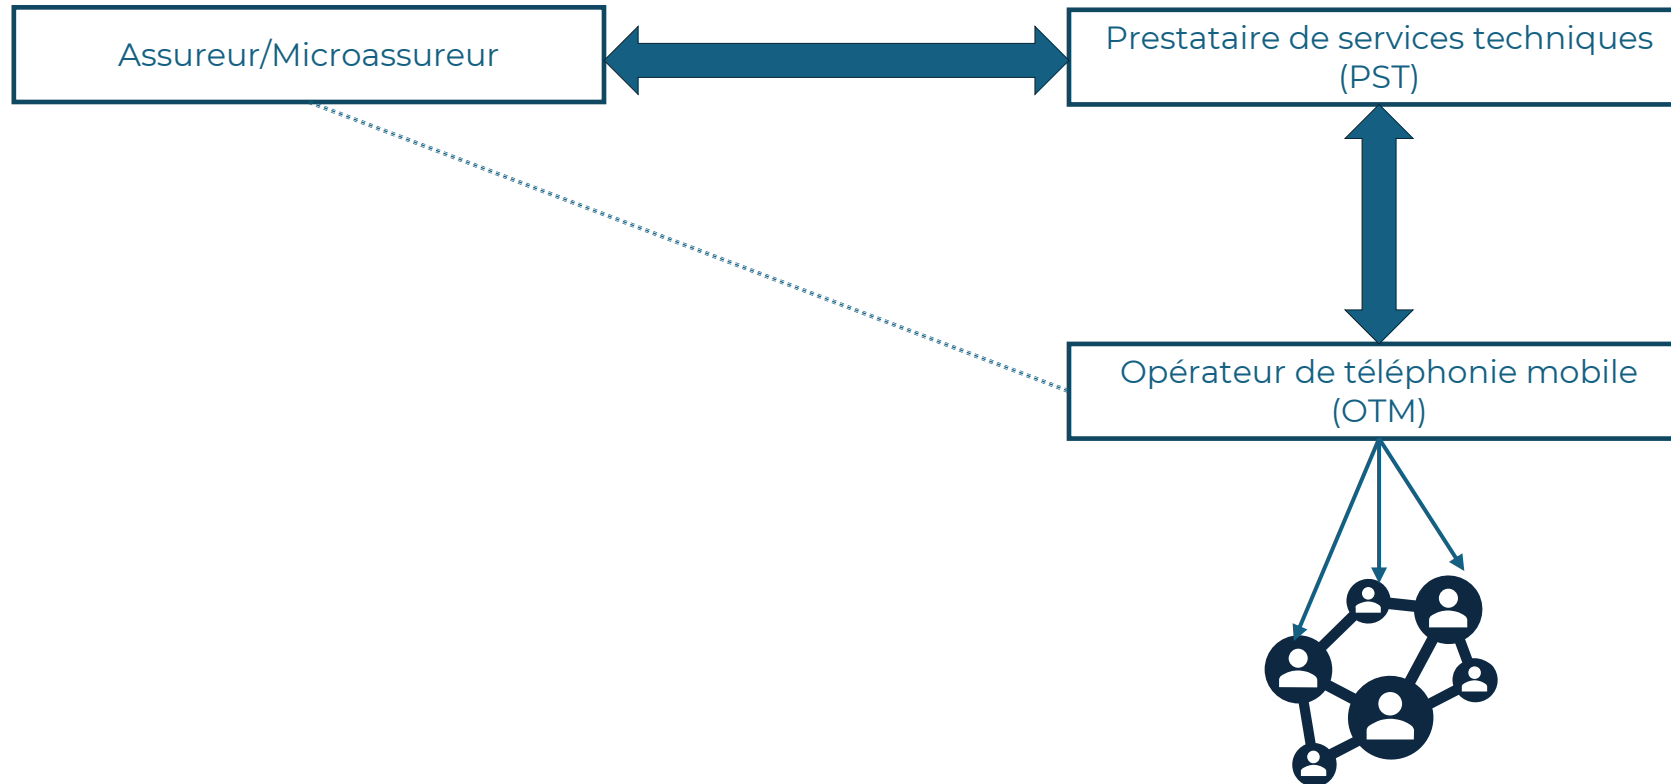 Assureur/Microassureur
Prestataire de services techniques
(PST)
Opérateur de téléphonie mobile
(OTM)